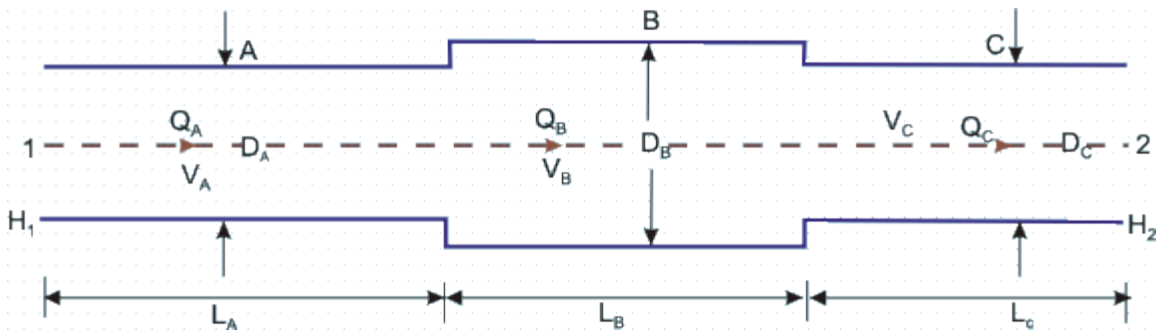 B
A
C
Q_A
Q_B
V_C
Q_C
1
D_A
D_B
D_C
2
V_A
V_B
H_1
H_2
L_A
L_B
L_c